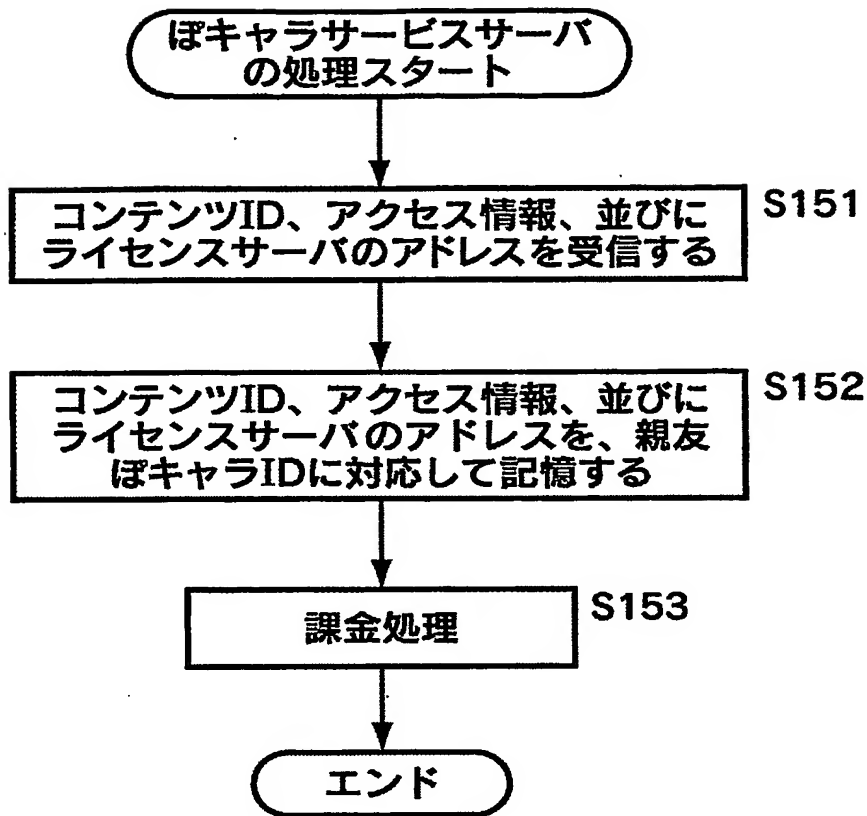 ぽキャラサービスサーバ
の処理スタート
コンテンツID、アクセス情報、並びに
ライセンスサーバのアドレスを受信する
S151
コンテンツID、アクセス情報、並びに
ライセンスサーバのアドレスを、親友
ぽキャラIDに対応して記憶する
S152
課金処理
S153
エンド